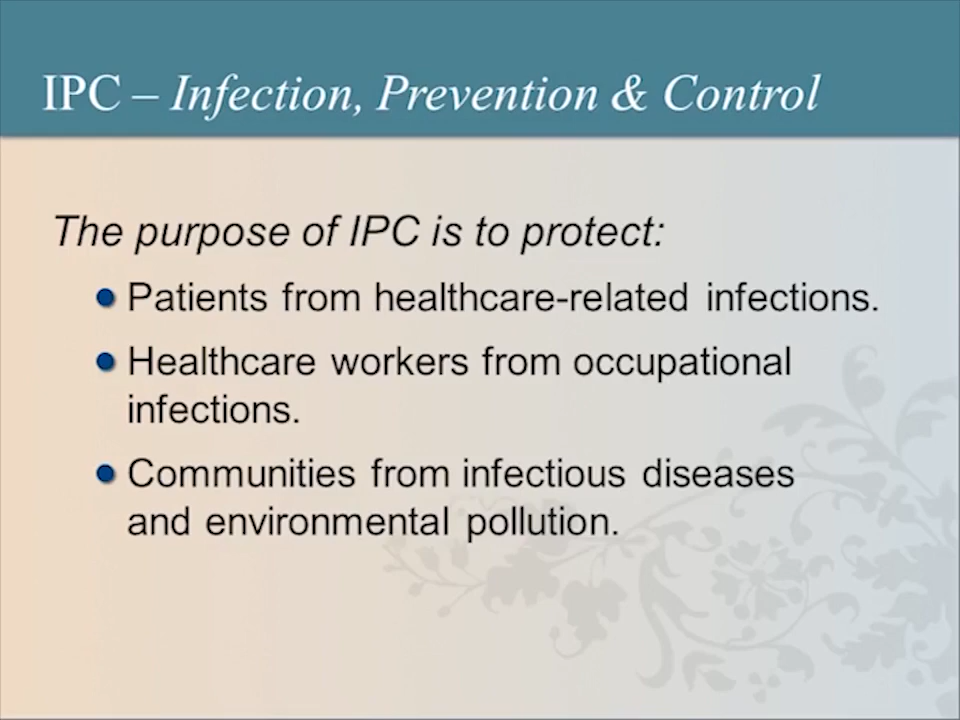 IPC – Infection, Prevention & Control
The purpose of IPC is to protect:
Patients from healthcare-related infections.
Healthcare workers from occupational
infections.
Communities from infectious diseases
and environmental pollution.